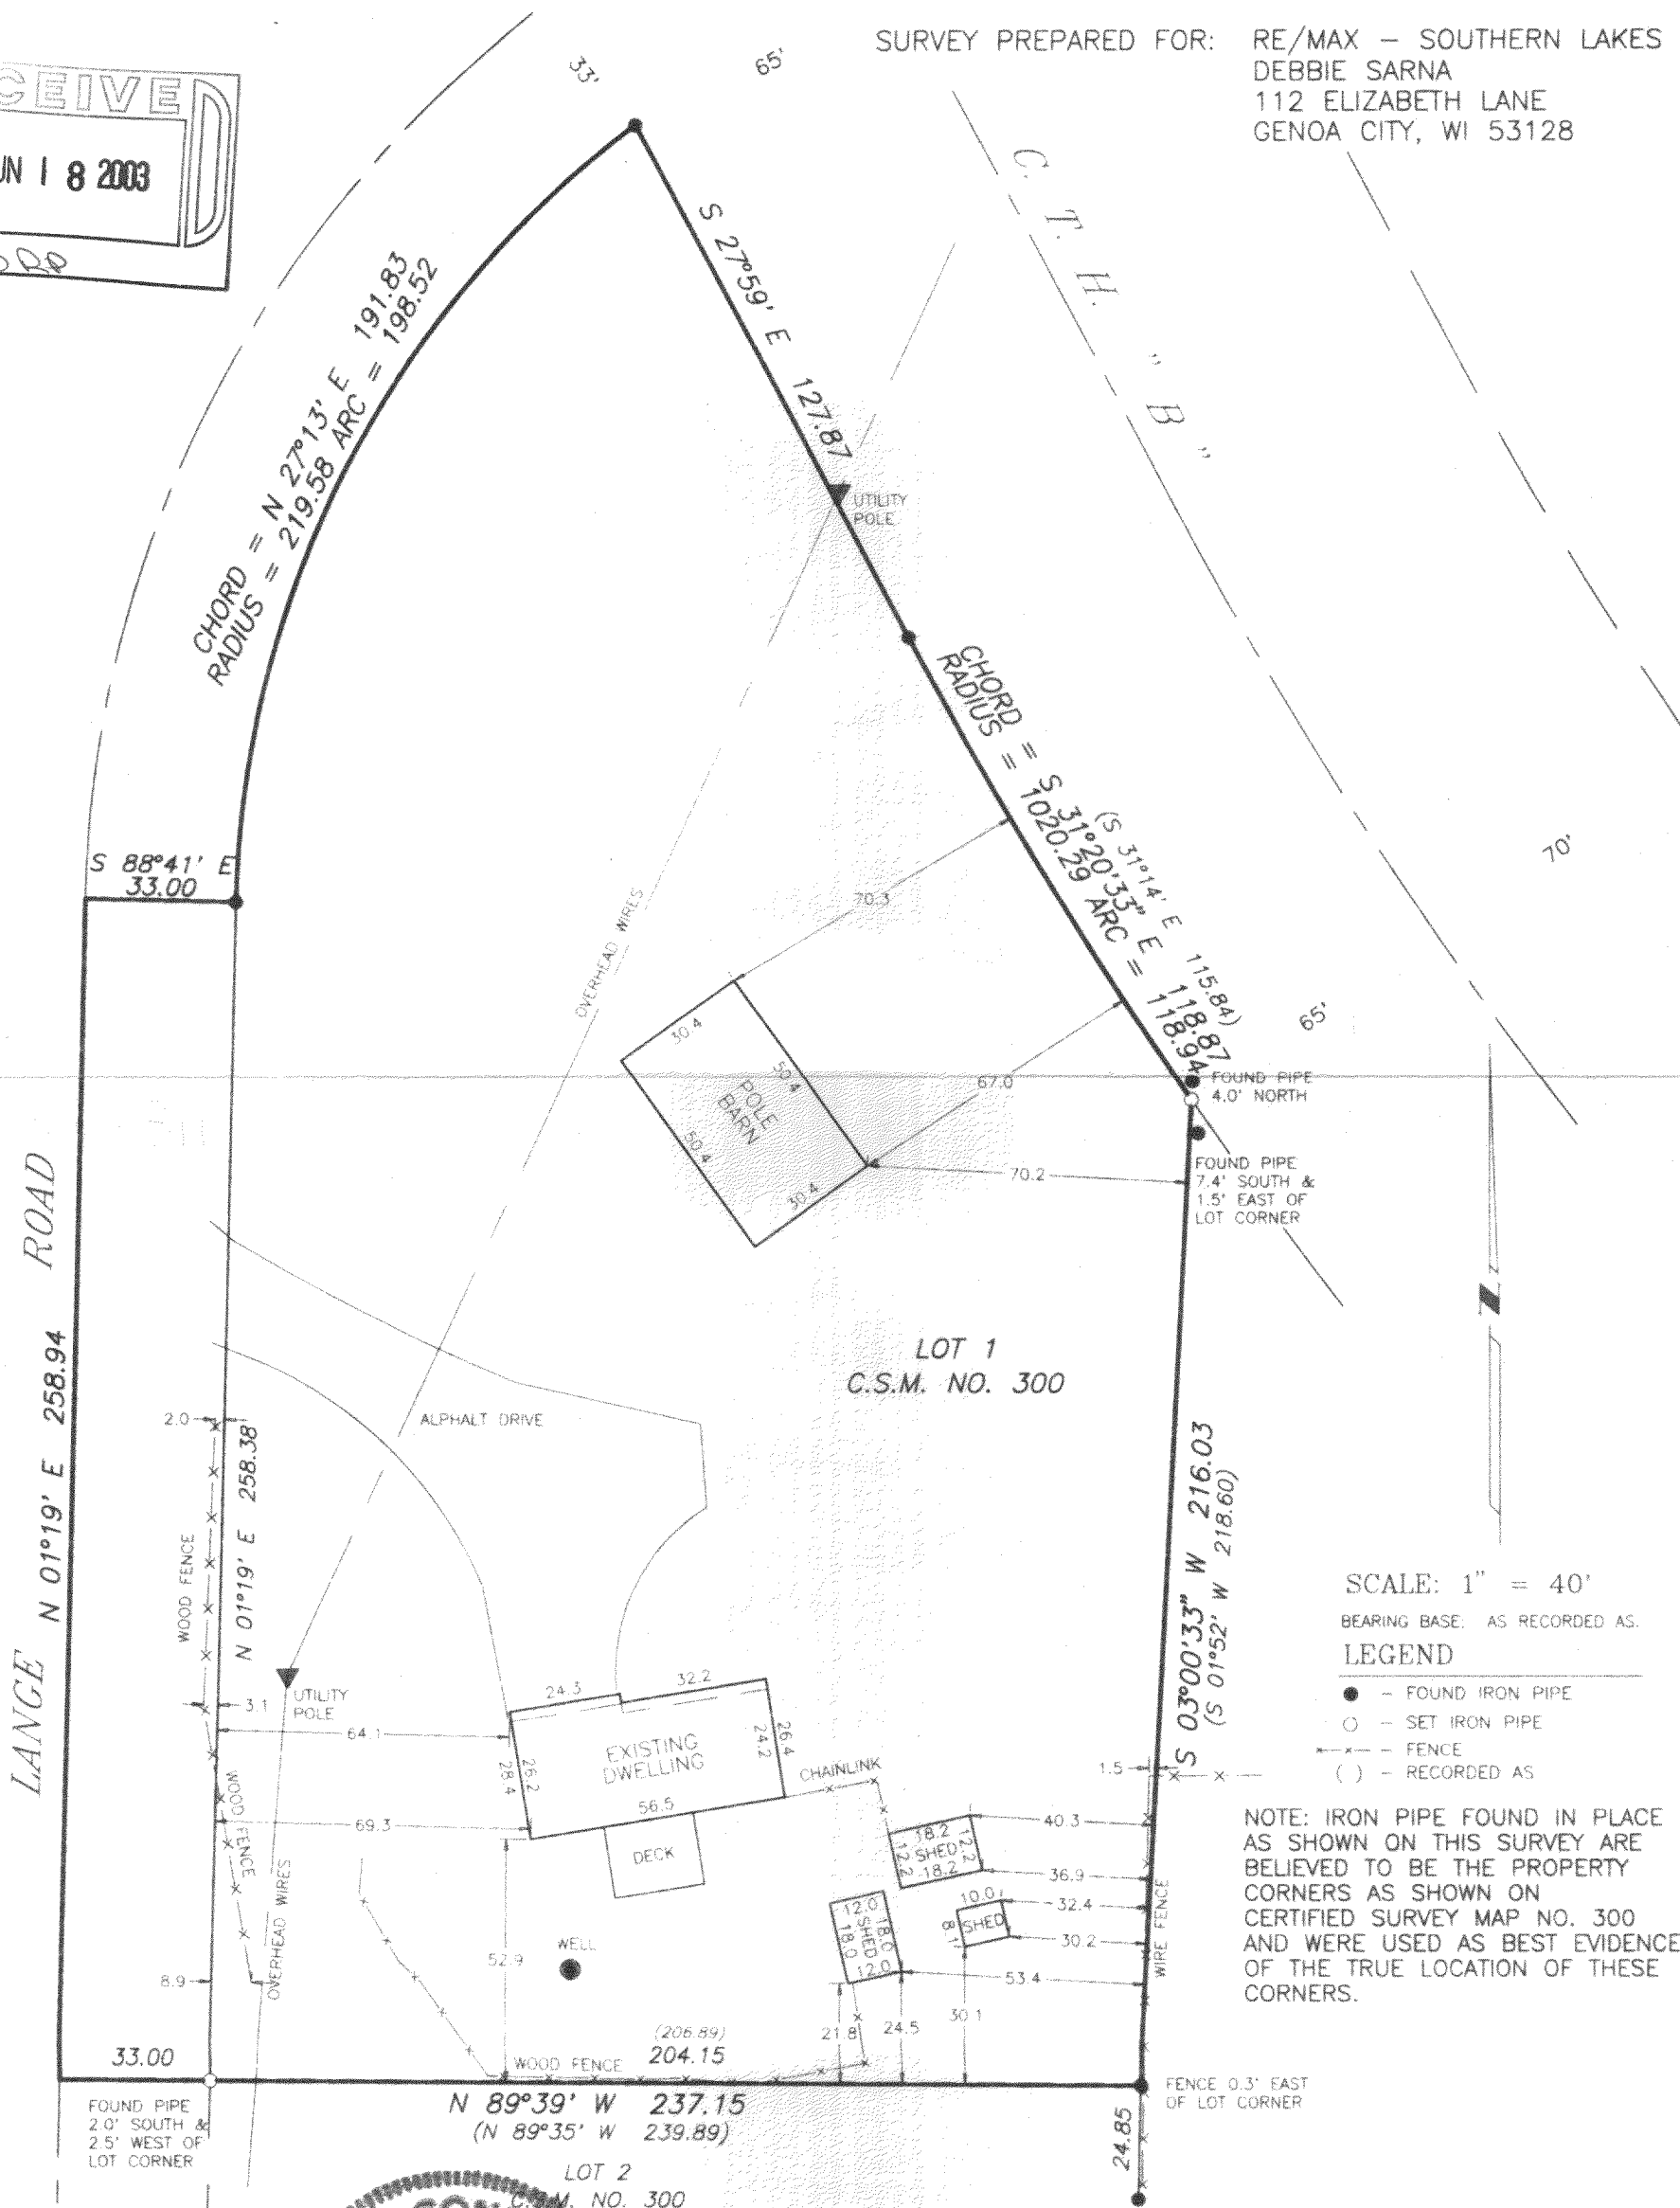 SURVEY PREPARED FOR: RE/MAX - SOUTHERN LAKES
DEBBIE SARNA
112 ELIZABETH LANE
GENOA CITY, WI 53128
CEIVED
UN 18 2003
33'
65'
C. T. H. "B"
S 27°59' E 127.87
CHORD = N 27°13' E 191.83
RADIUS = 219.58 ARC = 198.52
UTILITY
POLE
(S 31°14' E 115.84)
CHORD = S 31°20'33" E 118.87
RADIUS = 1020.29 ARC = 118.94
70'
65'
S 88°41' E
33.00
OVERHEAD WIRES
70.3
30.4
50.4
POLE
BARN
50.4
30.4
67.0
70.2
FOUND PIPE
4.0' NORTH
FOUND PIPE
7.4' SOUTH &
1.5' EAST OF
LOT CORNER
LANGE ROAD
N 01°19' E 258.94
LOT 1
C.S.M. NO. 300
N
2.0
ALPHALT DRIVE
N 01°19' E 258.38
WOOD FENCE
S 03°00'33" W 216.03
(S 01°52' W 218.60)
SCALE: 1" = 40'
BEARING BASE: AS RECORDED AS.
LEGEND
● - FOUND IRON PIPE
○ - SET IRON PIPE
x—x— - FENCE
( ) - RECORDED AS
3.1
UTILITY
POLE
64.1
24.3
32.2
28.4
26.2
EXISTING
DWELLING
24.2
26.4
56.5
CHAINLINK
1.5
WOOD FENCE
69.3
DECK
18.2
12.2
SHED
12.2
18.2
40.3
36.9
10.0
8.1
SHED
32.4
30.2
12.0
18.0
SHED
18.0
12.0
53.4
WIRE FENCE
NOTE: IRON PIPE FOUND IN PLACE
AS SHOWN ON THIS SURVEY ARE
BELIEVED TO BE THE PROPERTY
CORNERS AS SHOWN ON
CERTIFIED SURVEY MAP NO. 300
AND WERE USED AS BEST EVIDENCE
OF THE TRUE LOCATION OF THESE
CORNERS.
8.9
OVERHEAD WIRES
52.9
WELL
21.8
24.5
30.1
33.00
WOOD FENCE
(206.89)
204.15
N 89°39' W 237.15
(N 89°35' W 239.89)
FOUND PIPE
2.0' SOUTH &
2.5' WEST OF
LOT CORNER
FENCE 0.3' EAST
OF LOT CORNER
24.85
LOT 2
C.S.M. NO. 300